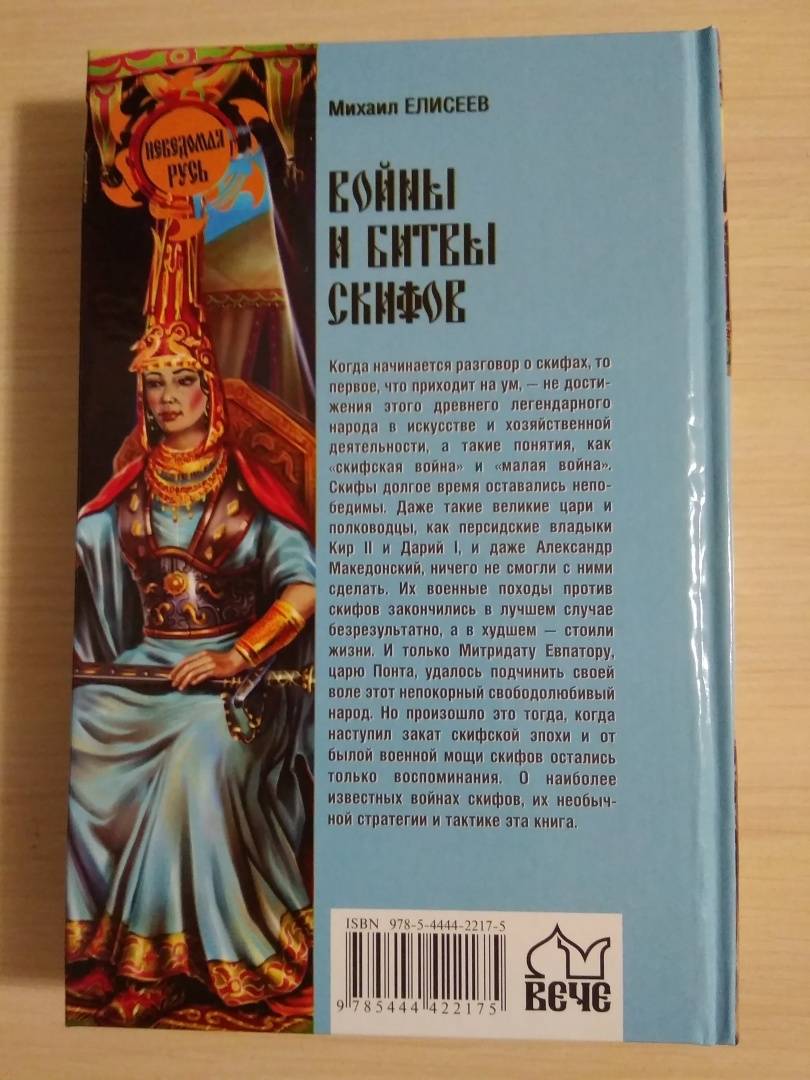 НЕВЕДОМАЯ
РУСЬ
Михаил ЕЛИСЕЕВ
ВОЙНЫ
И БИТВЫ
СКИФОВ
Когда начинается разговор о скифах, то
первое, что приходит на ум, — не дости-
жения этого древнего легендарного
народа в искусстве и хозяйственной
деятельности, а такие понятия, как
«скифская война» и «малая война».
Скифы долгое время оставались непо-
бедимы. Даже такие великие цари и
полководцы, как персидские владыки
Кир II и Дарий I, и даже Александр
Македонский, ничего не смогли с ними
сделать. Их военные походы против
скифов закончились в лучшем случае
безрезультатно, а в худшем — стоили
жизни. И только Митридату Евпатору,
царю Понта, удалось подчинить своей
воле этот непокорный свободолюбивый
народ. Но произошло это тогда, когда
наступил закат скифской эпохи и от
былой военной мощи скифов остались
только воспоминания. О наиболее
известных войнах скифов, их необыч-
ной стратегии и тактике эта книга.
ISBN 978-5-4444-2217-5
9 785444 422175
ВЕЧЕ